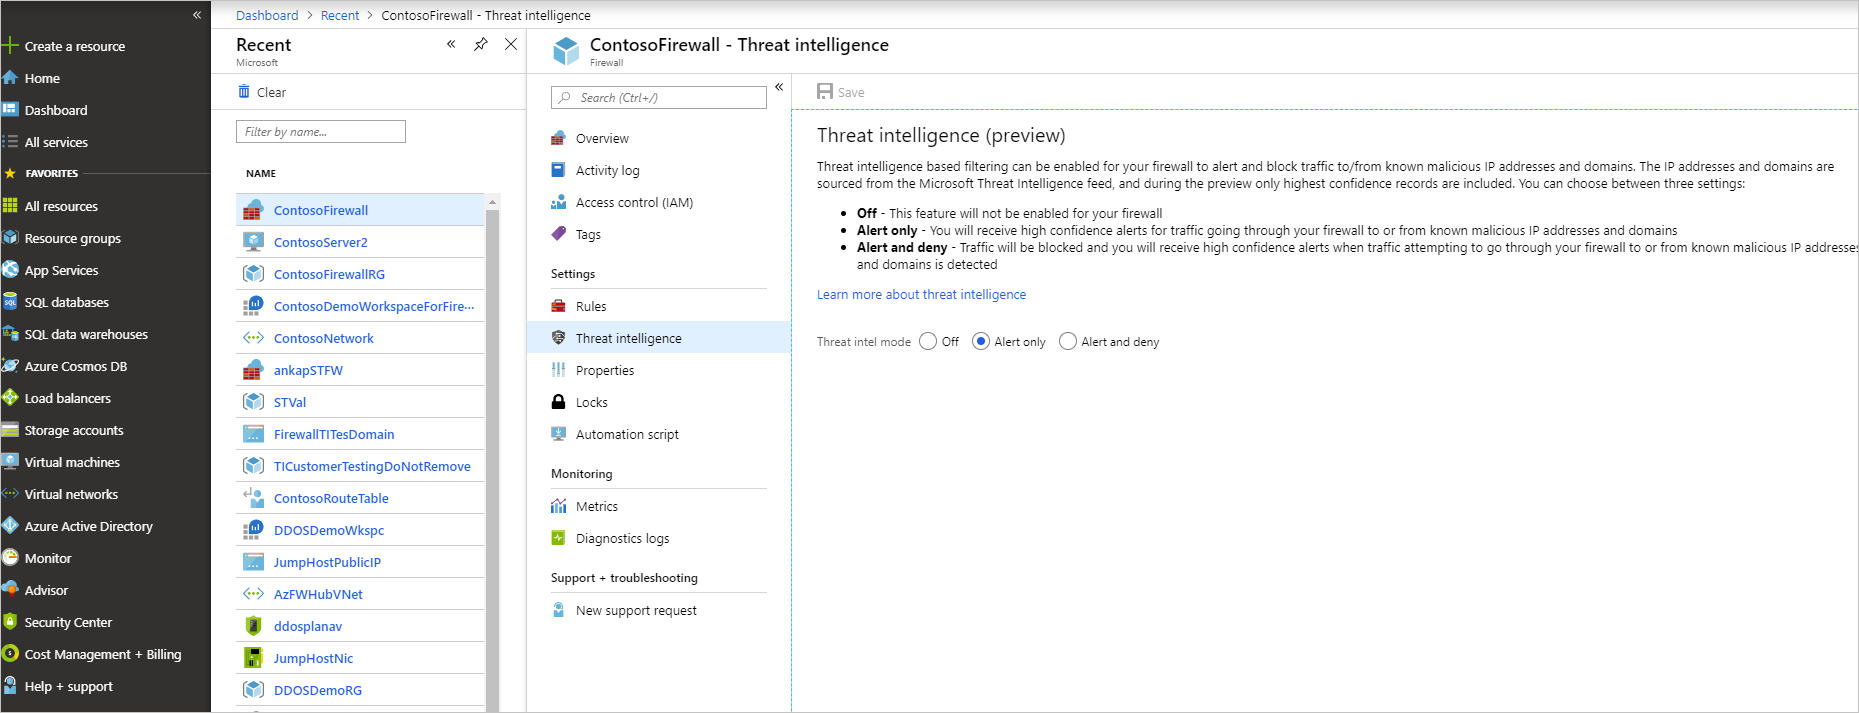 Dashboard > Recent > ContosoFirewall - Threat intelligence
Create a resource
Home
Dashboard
All services
FAVORITES
All resources
Resource groups
App Services
SQL databases
SQL data warehouses
Azure Cosmos DB
Load balancers
Storage accounts
Virtual machines
Virtual networks
Azure Active Directory
Monitor
Advisor
Security Center
Cost Management + Billing
Help + support
Recent
Microsoft
Clear
Filter by name...
NAME
ContosoFirewall
ContosoServer2
ContosoFirewallRG
ContosoDemoWorkspaceForFire···
ContosoNetwork
ankapSTFW
STVal
FirewallTITesDomain
TICustomerTestingDoNotRemove
ContosoRouteTable
DDOSDemoWkspc
JumpHostPublicIP
AzFWHubVNet
ddosplanav
JumpHostNic
DDOSDemoRG
ContosoFirewall - Threat intelligence
Firewall
Search (Ctrl+/)
Overview
Activity log
Access control (IAM)
Tags
Settings
Rules
Threat intelligence
Properties
Locks
Automation script
Monitoring
Metrics
Diagnostics logs
Support + troubleshooting
New support request
Save
Threat intelligence (preview)
Threat intelligence based filtering can be enabled for your firewall to alert and block traffic to/from known malicious IP addresses and domains. The IP addresses and domains are
sourced from the Microsoft Threat Intelligence feed, and during the preview only highest confidence records are included. You can choose between three settings:
• Off - This feature will not be enabled for your firewall
• Alert only - You will receive high confidence alerts for traffic going through your firewall to or from known malicious IP addresses and domains
• Alert and deny - Traffic will be blocked and you will receive high confidence alerts when traffic attempting to go through your firewall to or from known malicious IP addresses
and domains is detected
Learn more about threat intelligence
Threat intel mode Off Alert only Alert and deny